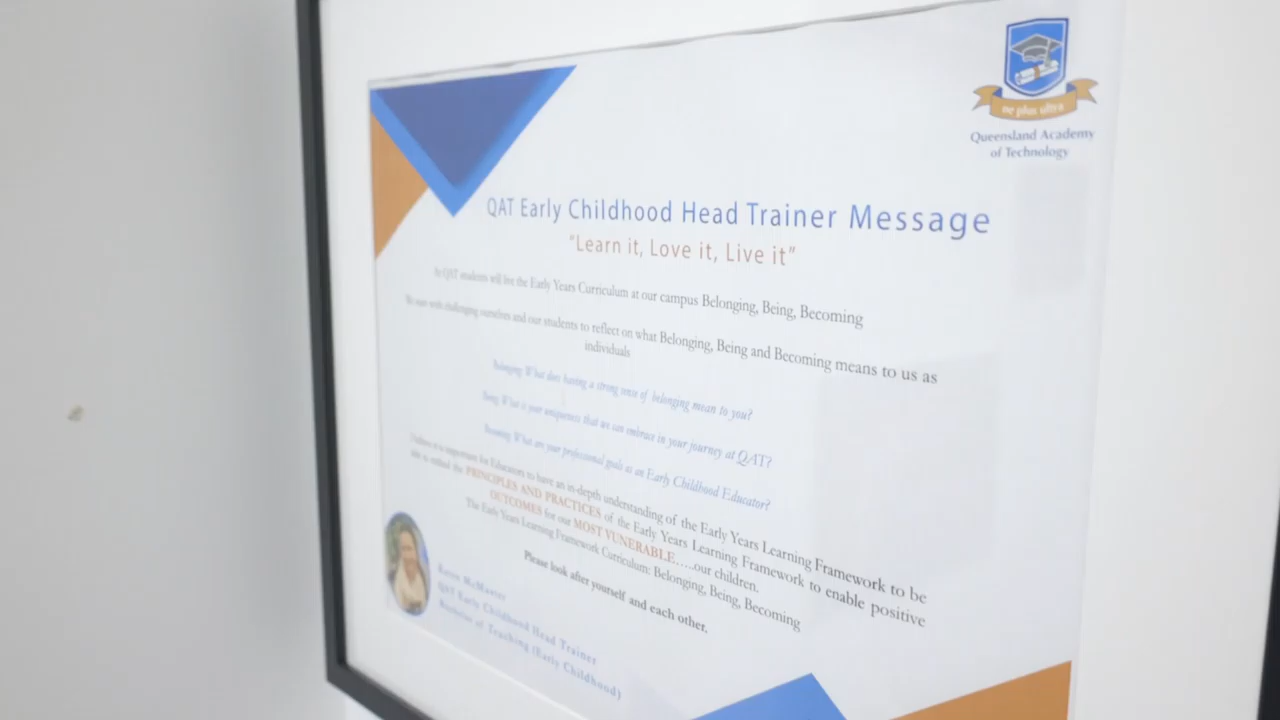 ne plus ultra
Queensland Academy
of Technology
QAT Early Childhood Head Trainer Message
"Learn it, Love it, Live it"
At QAT students will live the Early Years Curriculum at our campus Belonging, Being, Becoming
We start with challenging ourselves and our students to reflect on what Belonging, Being and Becoming means to us as
individuals
Belonging: What does having a strong sense of belonging mean to you?
Being: What is your uniqueness that we can embrace in your journey at QAT?
Becoming: What are your professional goals as an Early Childhood Educator?
I believe it is important for Educators to have an in-depth understanding of the Early Years Learning Framework to be
able to embed the PRINCIPLES AND PRACTICES of the Early Years Learning Framework to enable positive
OUTCOMES for our MOST VUNERABLE.....our children.
The Early Years Learning Framework Curriculum: Belonging, Being, Becoming
Please look after yourself and each other.
McMaster
QAT Early Childhood Head Trainer
Bachelor of Teaching (Early Childhood)